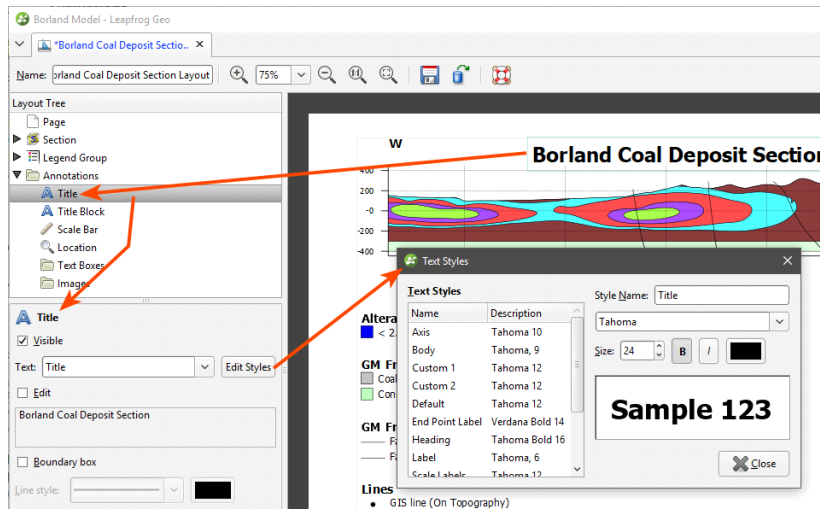 Borland Model - Leapfrog Geo
*Borland Coal Deposit Sectio..
Name: orland Coal Deposit Section Layout
75%
Layout Tree
Page
Section
Legend Group
Annotations
Title
Title Block
Scale Bar
Location
Text Boxes
Images
Title
Visible
Text: Title
Edit Styles
Edit
Borland Coal Deposit Section
Boundary box
Line style:
W
Borland Coal Deposit Section
400
200
-0
-200
-400
Altera
< 2.
GM Fr
Coal
Con
GM Fr
Fa
Fa
Lines
GIS line (On Topography)
Text Styles
Text Styles
Name Description
Axis Tahoma 10
Body Tahoma, 9
Custom 1 Tahoma 12
Custom 2 Tahoma 12
Default Tahoma 12
End Point Label Verdana Bold 14
Heading Tahoma Bold 16
Label Tahoma, 6
Scale Labels Tahoma 12
Style Name: Title
Tahoma
Size: 24 B I
Sample 123
Close